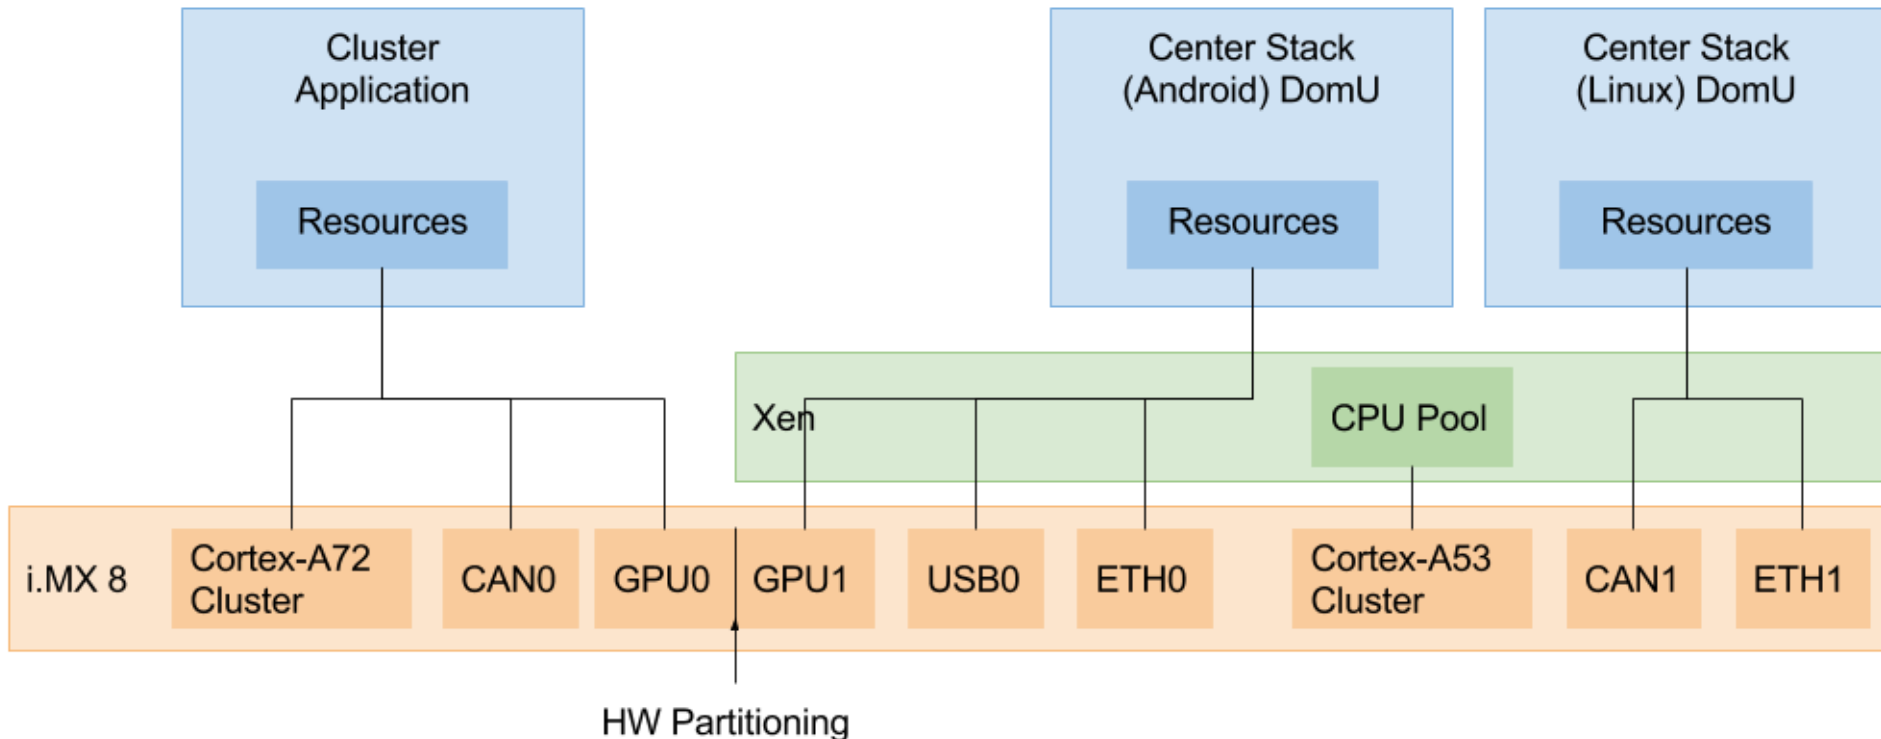 Cluster
Application
Resources
Center Stack
(Android) DomU
Resources
Center Stack
(Linux) DomU
Resources
Xen
CPU Pool
i.MX 8
Cortex-A72
Cluster
CAN0
GPU0
GPU1
USB0
ETH0
Cortex-A53
Cluster
CAN1
ETH1
HW Partitioning